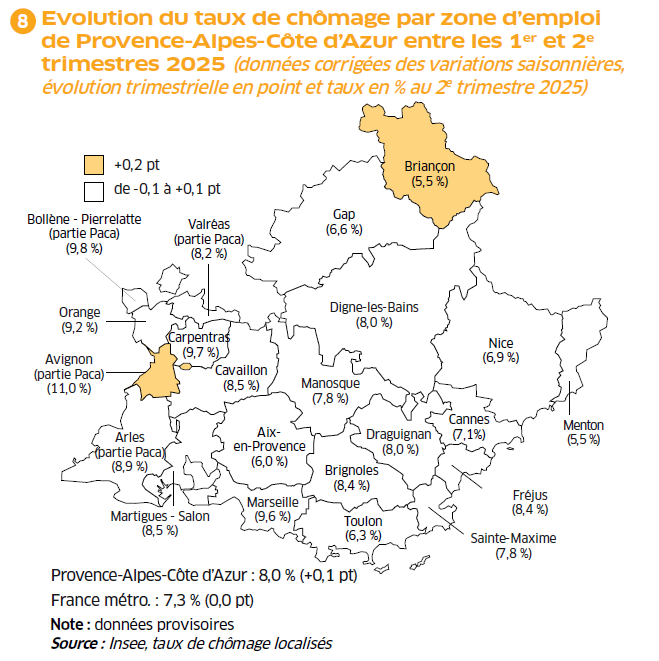 8 Evolution du taux de chômage par zone d'emploi
de Provence-Alpes-Côte d'Azur entre les 1er et 2e
trimestres 2025 (données corrigées des variations saisonnières,
évolution trimestrielle en point et taux en % au 2e trimestre 2025)
+0,2 pt
de -0,1 à +0,1 pt
Briançon
(5,5 %)
Gap
(6,6 %)
Bollène - Pierrelatte
(partie Paca)
(9,8 %)
Valréas
(partie Paca)
(8,2 %)
Orange
(9,2 %)
Digne-les-Bains
(8,0 %)
Carpentras
(9,7 %)
Nice
(6,9 %)
Avignon
(partie Paca)
(11,0 %)
Cavaillon
(8,5 %)
Manosque
(7,8 %)
Cannes
(7,1%)
Menton
(5,5 %)
Arles
(partie Paca)
(8,9 %)
Aix-
en-Provence
(6,0 %)
Draguignan
(8,0 %)
Brignoles
(8,4 %)
Fréjus
(8,4 %)
Martigues - Salon
(8,5 %)
Marseille
(9,6 %)
Toulon
(6,3 %)
Sainte-Maxime
(7,8 %)
Provence-Alpes-Côte d'Azur : 8,0 % (+0,1 pt)
France métro. : 7,3 % (0,0 pt)
Note : données provisoires
Source : Insee, taux de chômage localisés